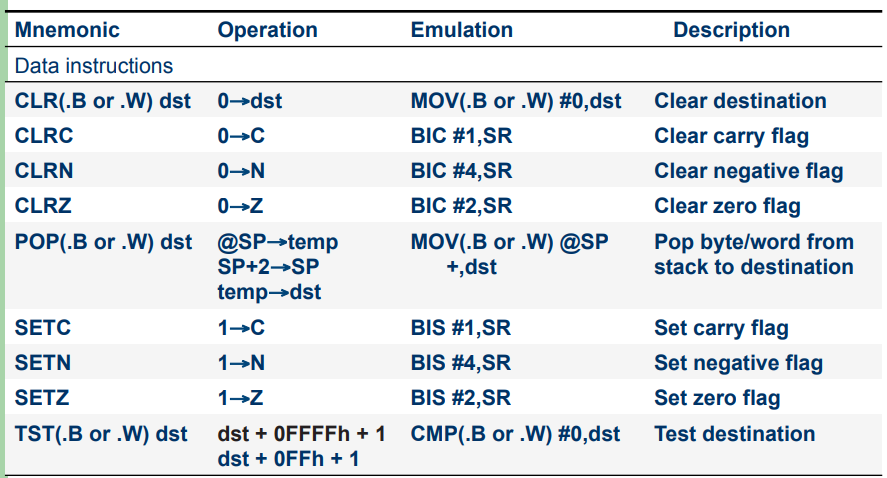 Mnemonic Operation Emulation Description
Data instructions
CLR(.B or .W) dst 0→dst MOV(.B or .W) #0,dst Clear destination
CLRC 0→C BIC #1,SR Clear carry flag
CLRN 0→N BIC #4,SR Clear negative flag
CLRZ 0→Z BIC #2,SR Clear zero flag
POP(.B or .W) dst @SP→temp MOV(.B or .W) @SP Pop byte/word from
SP+2→SP +,dst stack to destination
temp→dst
SETC 1→C BIS #1,SR Set carry flag
SETN 1→N BIS #4,SR Set negative flag
SETZ 1→Z BIS #2,SR Set zero flag
TST(.B or .W) dst dst + 0FFFFh + 1 CMP(.B or .W) #0,dst Test destination
dst + 0FFh + 1